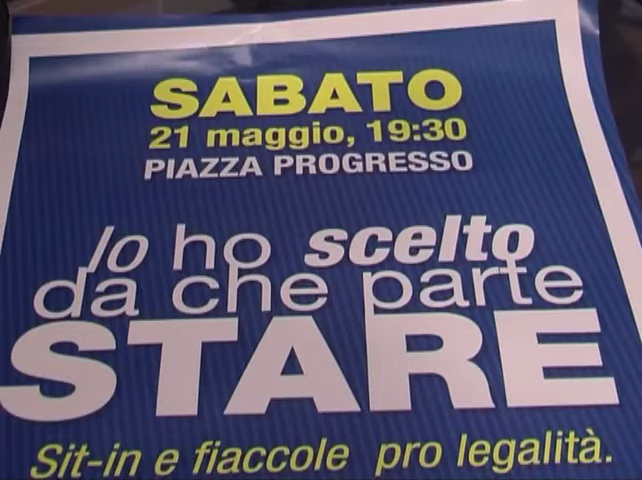 SABATO
21 maggio, 19:30
PIAZZA PROGRESSO
Io ho scelto
da che parte
STARE
Sit-in e fiaccole pro legalità.